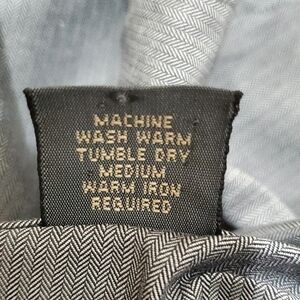 MACHINE
WASH WARM
TUMBLE DRY
MEDIUM
WARM IRON
REQUIRED